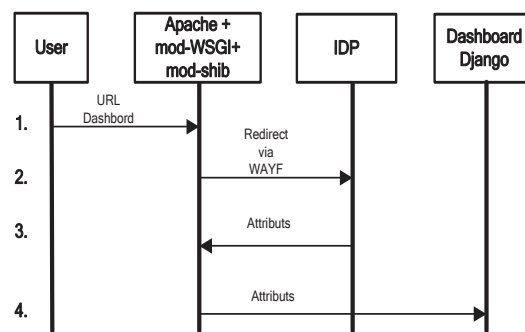 User
Apache +
mod-WSGI+
mod-shib
IDP
Dashboard
Django
1.
URL
Dashbord
2.
Redirect
via
WAYF
3.
Attributs
4.
Attributs